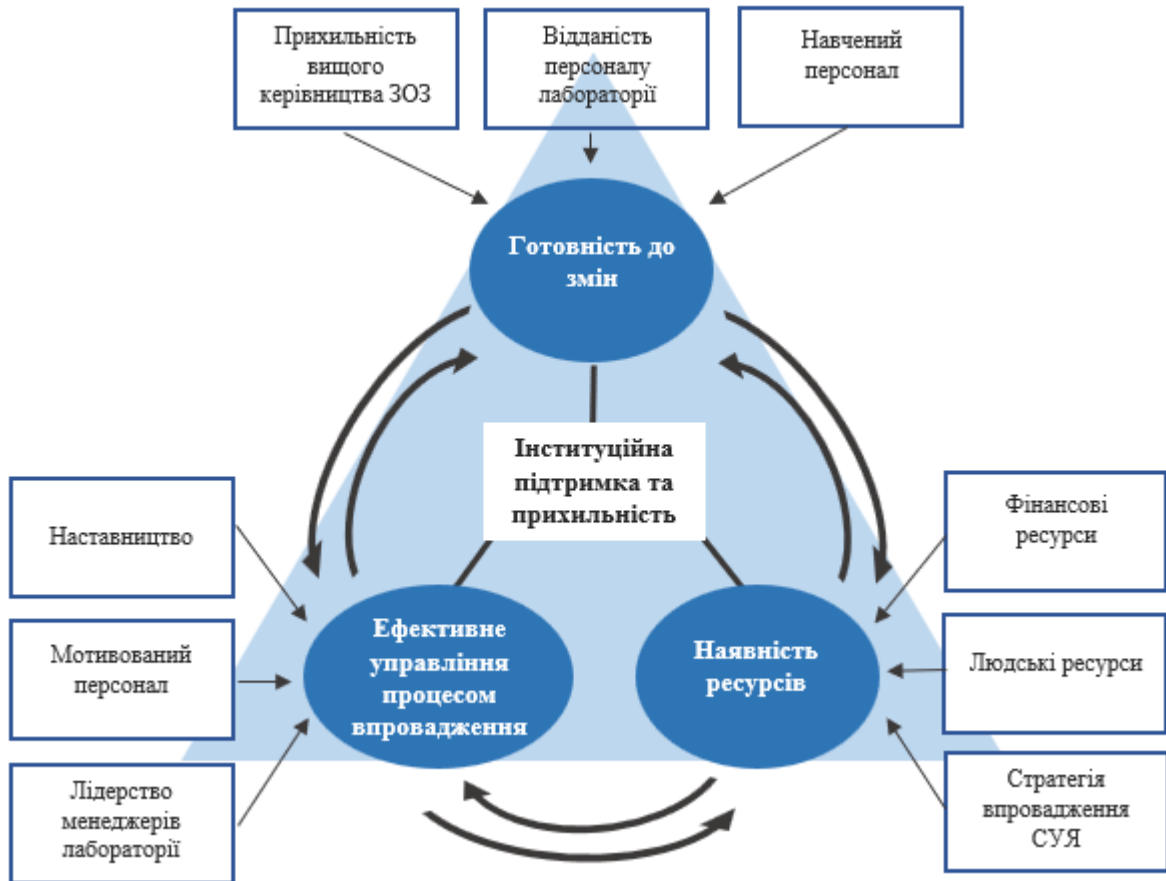 Прихильність
вищого
керівництва ЗОЗ
Відданість
персоналу
лабораторії
Навчений
персонал
Готовність до
змін
Інституційна
підтримка та
прихильність
Наставництво
Мотивований
персонал
Лідерство
менеджерів
лабораторії
Ефективне
управління
процесом
впровадження
Наявність
ресурсів
Фінансові
ресурси
Людські ресурси
Стратегія
впровадження
СУЯ